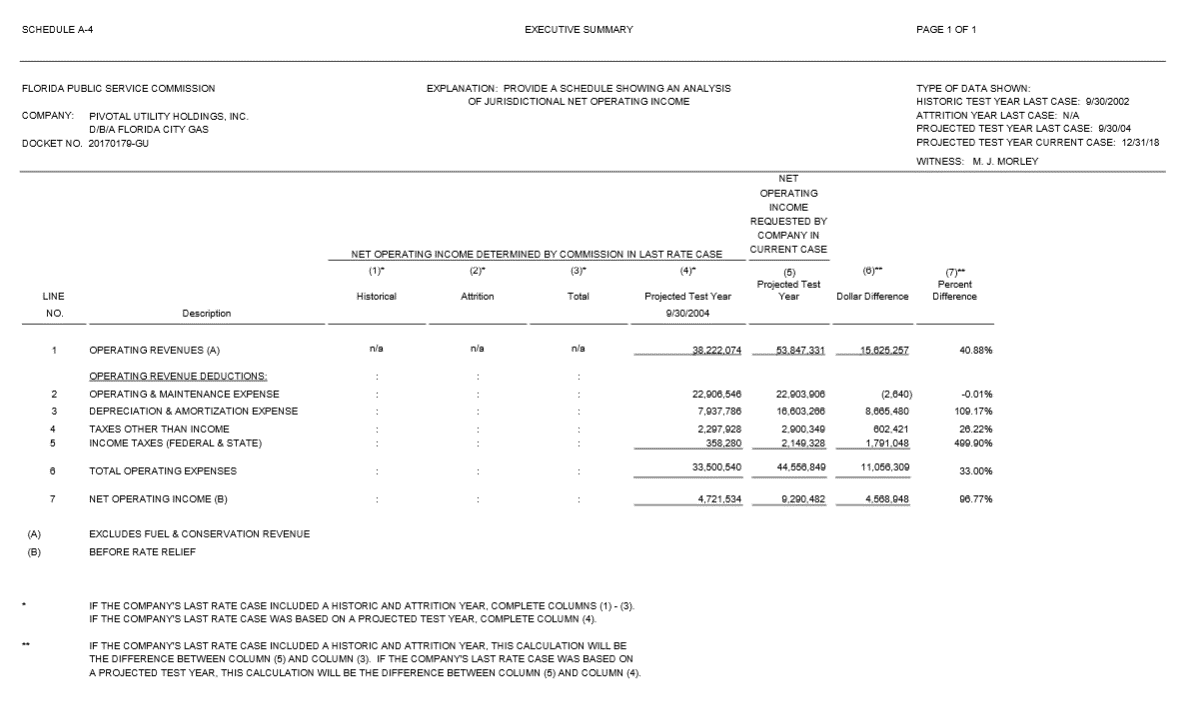 SCHEDULE A-4 EXECUTIVE SUMMARY PAGE 1 OF 1
FLORIDA PUBLIC SERVICE COMMISSION
COMPANY: PIVOTAL UTILITY HOLDINGS, INC.
D/B/A FLORIDA CITY GAS
DOCKET NO. 20170179-GU
EXPLANATION: PROVIDE A SCHEDULE SHOWING AN ANALYSIS
OF JURISDICTIONAL NET OPERATING INCOME
TYPE OF DATA SHOWN:
HISTORIC TEST YEAR LAST CASE: 9/30/2002
ATTRITION YEAR LAST CASE: N/A
PROJECTED TEST YEAR LAST CASE: 9/30/04
PROJECTED TEST YEAR CURRENT CASE: 12/31/18
WITNESS: M. J. MORLEY
NET
OPERATING
INCOME
REQUESTED BY
COMPANY IN
CURRENT CASE
NET OPERATING INCOME DETERMINED BY COMMISSION IN LAST RATE CASE
(1)* (2)* (3)* (4)* (5) (6)** (7)**
LINE
NO. Description Historical Attrition Total Projected Test Year
9/30/2004
Projected Test
Year
Dollar Difference
Percent
Difference
1 OPERATING REVENUES (A) n/a n/a n/a 38,222,074 53,847,331 15,625,257 40.88%
OPERATING REVENUE DEDUCTIONS: : : :
2 OPERATING & MAINTENANCE EXPENSE : : : 22,906,546 22,903,906 (2,640) -0.01%
3 DEPRECIATION & AMORTIZATION EXPENSE : : : 7,937,786 16,603,266 8,665,480 109.17%
4 TAXES OTHER THAN INCOME : : : 2,297,928 2,900,349 602,421 26.22%
5 INCOME TAXES (FEDERAL & STATE) : : : 358,280 2,149,328 1,791,048 499.90%
6 TOTAL OPERATING EXPENSES : : : 33,500,540 44,556,849 11,056,309 33.00%
7 NET OPERATING INCOME (B) : : : 4,721,534 9,290,482 4,568,948 96.77%
(A) EXCLUDES FUEL & CONSERVATION REVENUE
(B) BEFORE RATE RELIEF
* IF THE COMPANY'S LAST RATE CASE INCLUDED A HISTORIC AND ATTRITION YEAR, COMPLETE COLUMNS (1) - (3).
IF THE COMPANY'S LAST RATE CASE WAS BASED ON A PROJECTED TEST YEAR, COMPLETE COLUMN (4).
** IF THE COMPANY'S LAST RATE CASE INCLUDED A HISTORIC AND ATTRITION YEAR, THIS CALCULATION WILL BE
THE DIFFERENCE BETWEEN COLUMN (5) AND COLUMN (3). IF THE COMPANY'S LAST RATE CASE WAS BASED ON
A PROJECTED TEST YEAR, THIS CALCULATION WILL BE THE DIFFERENCE BETWEEN COLUMN (5) AND COLUMN (4).